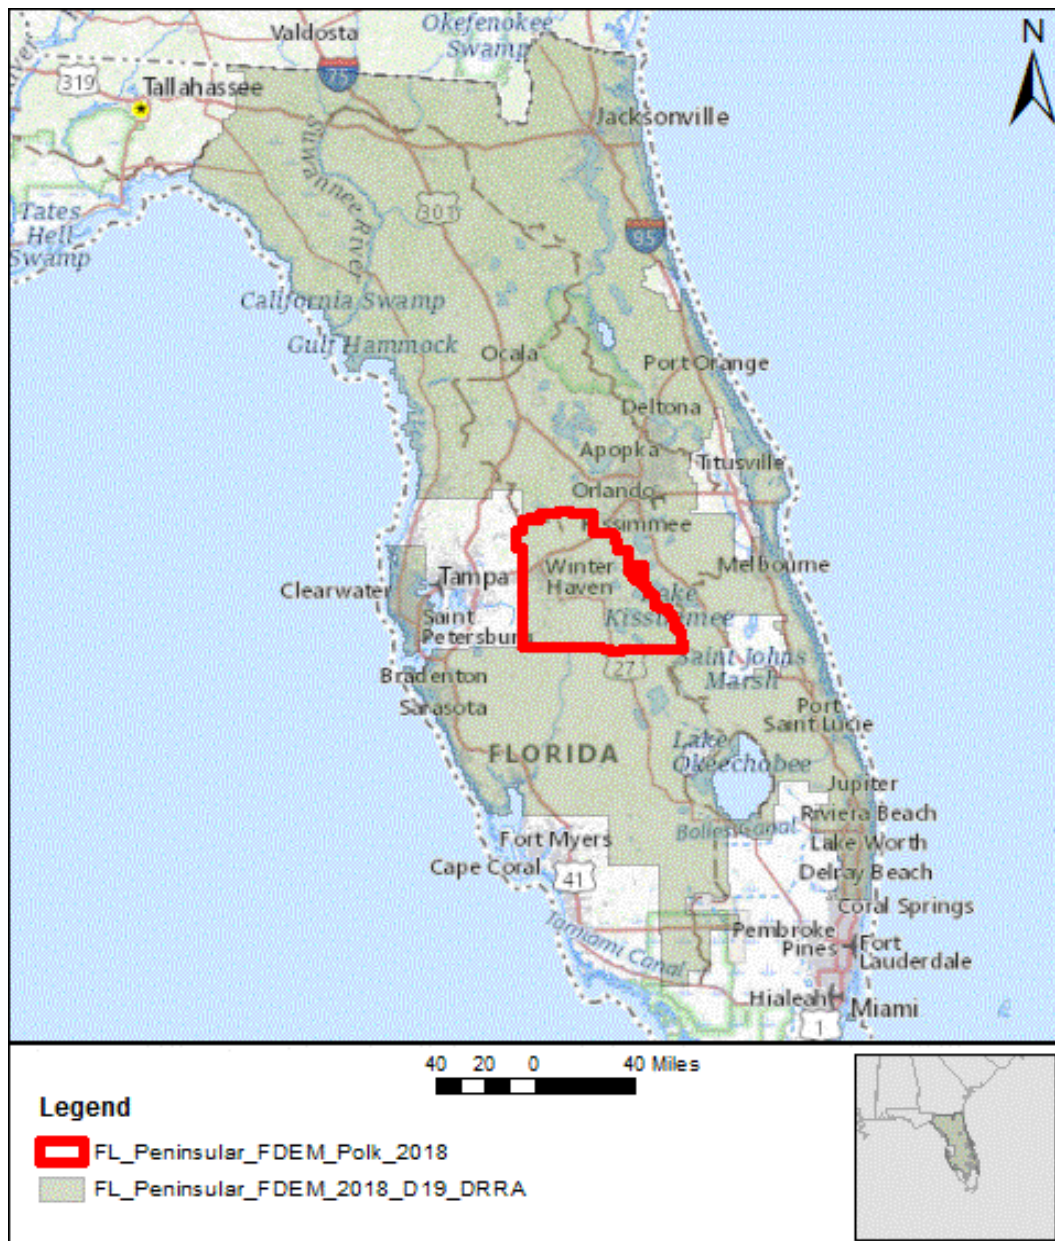 Okefenokee
Swamp
N
Valdosta
75
319
Tallahassee
Jacksonville
Suwannee River
301
95
Tates
Hell
Swamp
California Swamp
Gulf Hammock
Ocala
Port Orange
Deltona
Apopka
Titusville
Orlando
Kissimmee
Winter
Haven
Melbourne
Tampa
Clearwater
Lake
Kissimmee
Saint
Petersburg
27
Saint Johns
Marsh
Bradenton
Sarasota
Port
Saint Lucie
FLORIDA
Lake
Okeechobee
Jupiter
Riviera Beach
Bolles Canal
Fort Myers
Lake Worth
Cape Coral
41
Delray Beach
Coral Springs
Tamiami Canal
Pembroke
Pines
Fort
Lauderdale
Hialeah
Miami
1
40 20 0 40 Miles
Legend
FL_Peninsular_FDEM_Polk_2018
FL_Peninsular_FDEM_2018_D19_DRRA